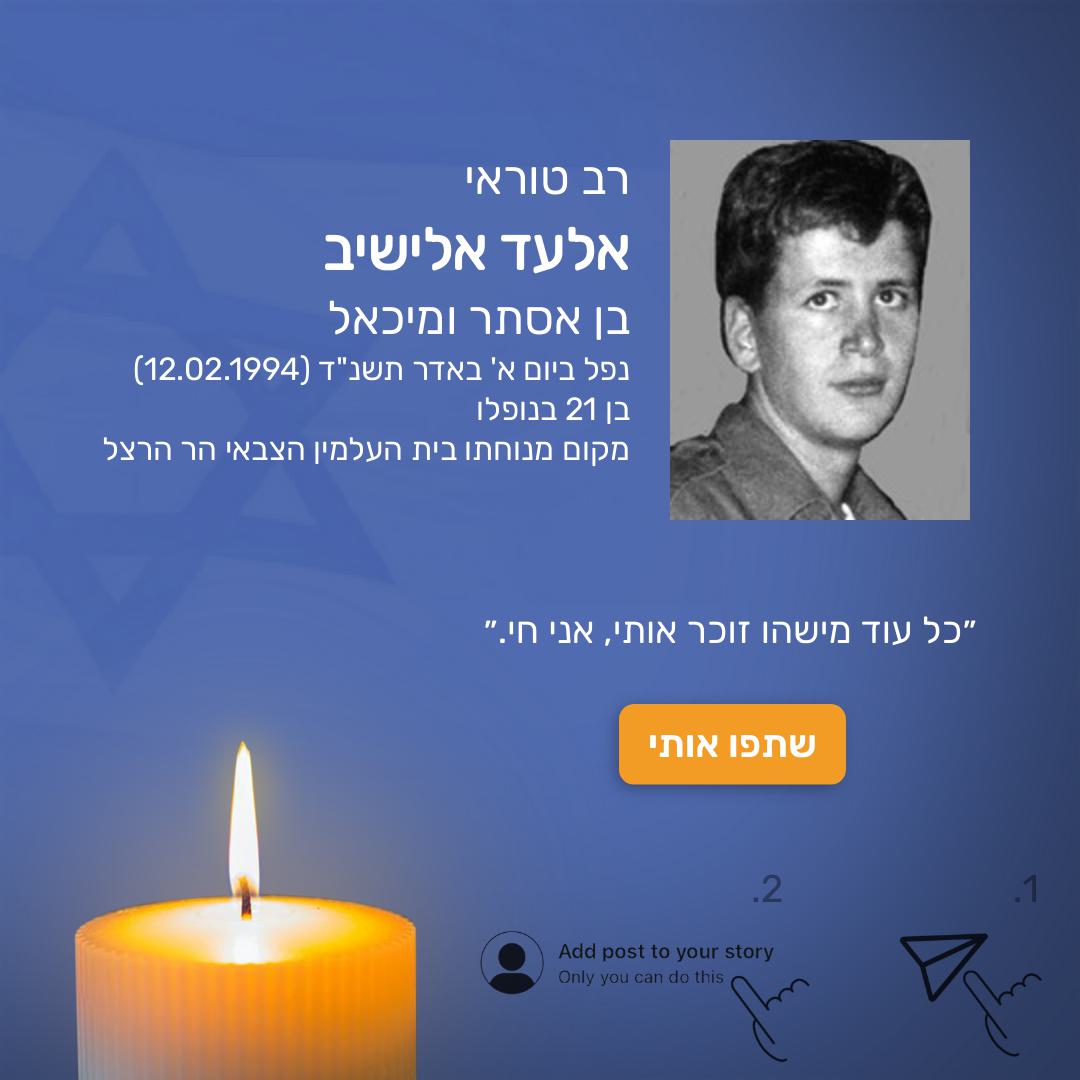 רב טוראי
אלעד אלישיב
בן אסתר ומיכאל
נפל ביום א' באדר תשנ"ד (12.02.1994)
בן 21 בנופלו
מקום מנוחתו בית העלמין הצבאי הר הרצל
״כל עוד מישהו זוכר אותי, אני חי.״
שתפו אותי
.1
.2
Add post to your story
Only you can do this